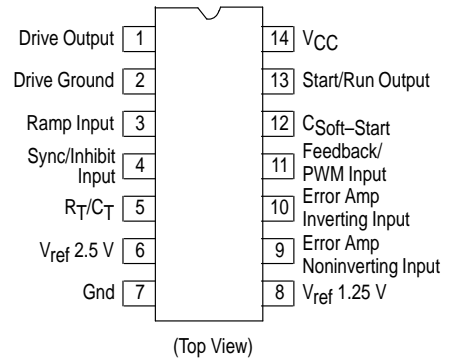 Drive Output 1
14 VCC
Drive Ground 2
13 Start/Run Output
Ramp Input 3
12 CSoft–Start
Sync/Inhibit
Input 4
11 Feedback/
PWM Input
RT/CT 5
10 Error Amp
Inverting Input
Vref 2.5 V 6
9 Error Amp
Noninverting Input
Gnd 7
8 Vref 1.25 V
(Top View)